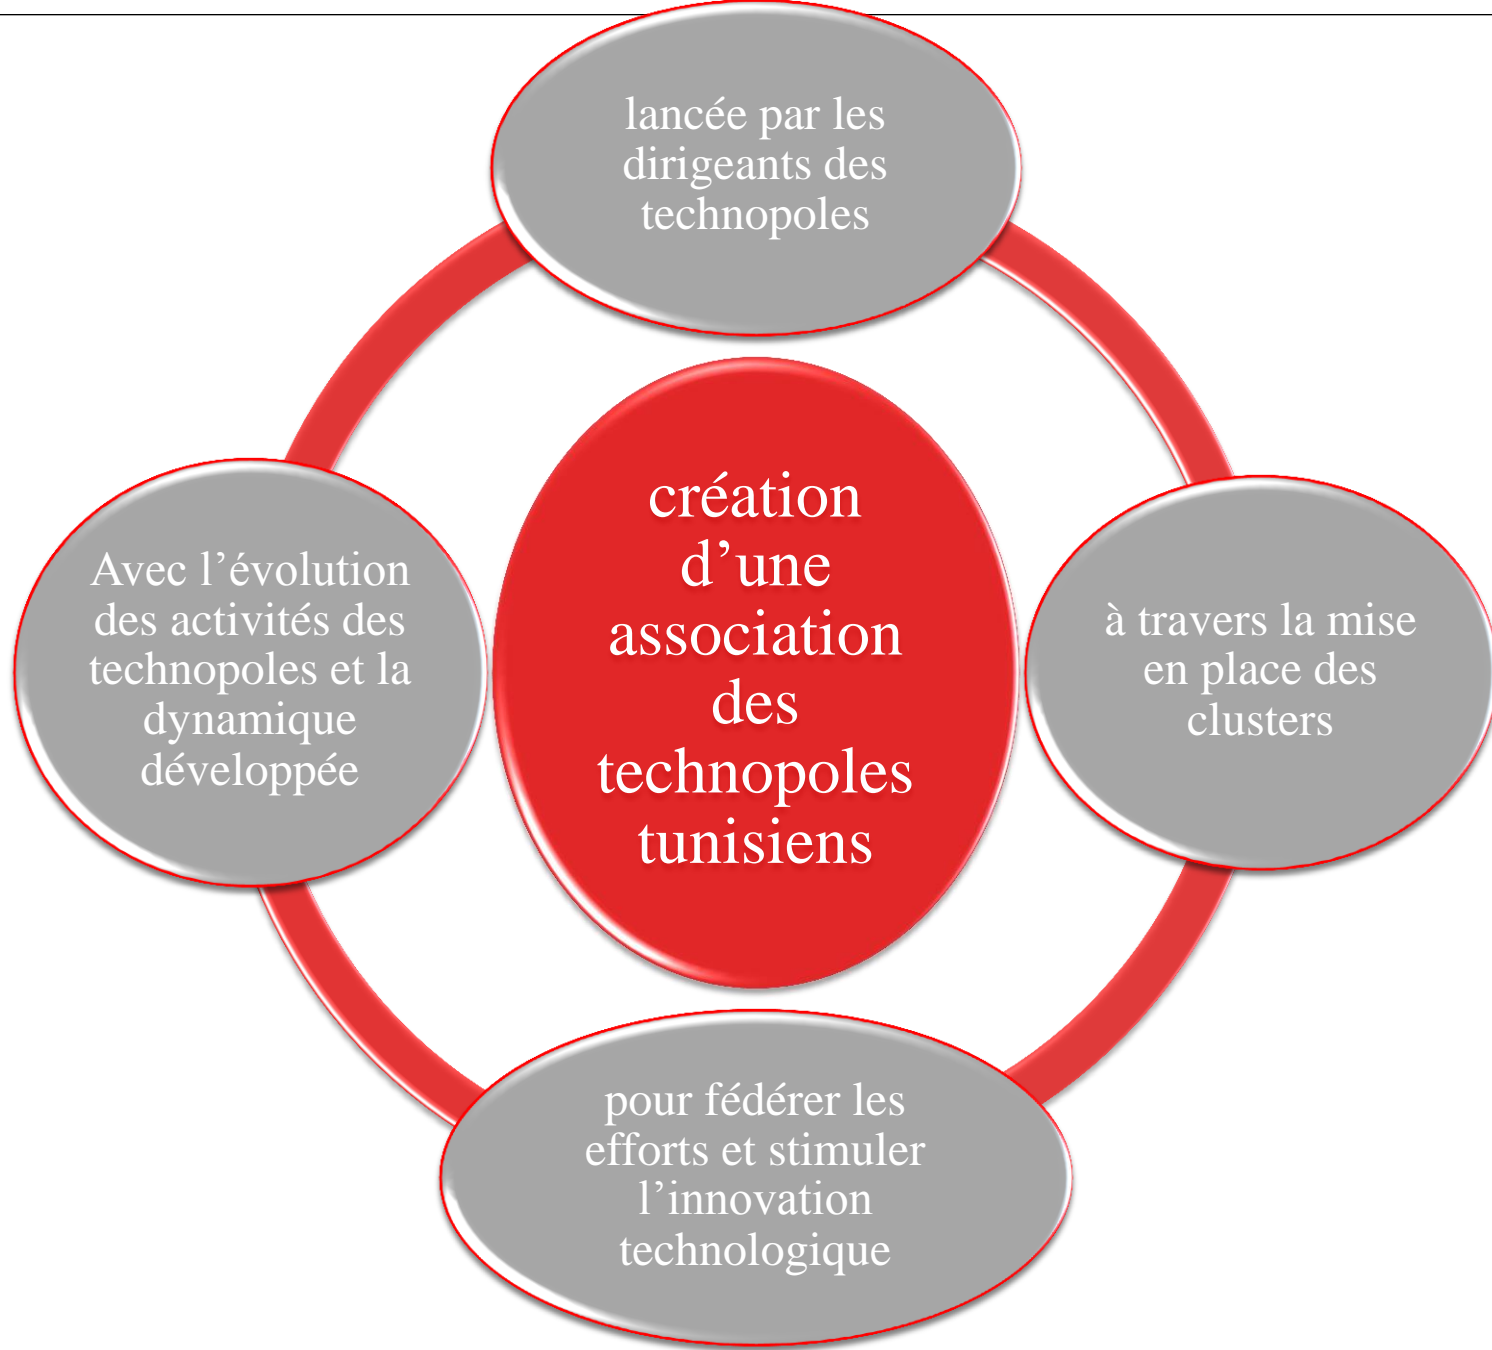 lancée par les
dirigeants des
technopoles
création
d’une
association
des
technopoles
tunisiens
Avec l’évolution
des activités des
technopoles et la
dynamique
développée
à travers la mise
en place des
clusters
pour fédérer les
efforts et stimuler
l’innovation
technologique